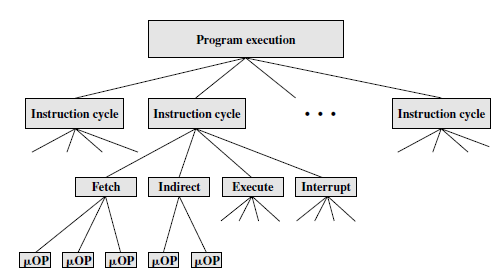 Program execution
Instruction cycle
Instruction cycle
• • •
Instruction cycle
Fetch
Indirect
Execute
Interrupt
μOP
μOP
μOP
μOP
μOP